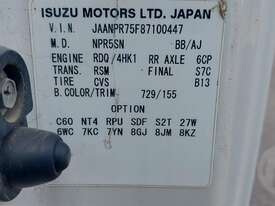 ISUZU MOTORS LTD. JAPAN
V.I.N. JAANPR75F87100447
M.D. NPR5SN BB/AJ
ENGINE RDQ/4HK1 RR AXLE 6CP
TRANS. RSM FINAL S7C
TIRE CVS B13
B.COLOR/TRIM 729/155
OPTION
C60 NT4 RPU SDF S2T 27W
6WC 7KC 7YN 8GJ 8JM 8KZ